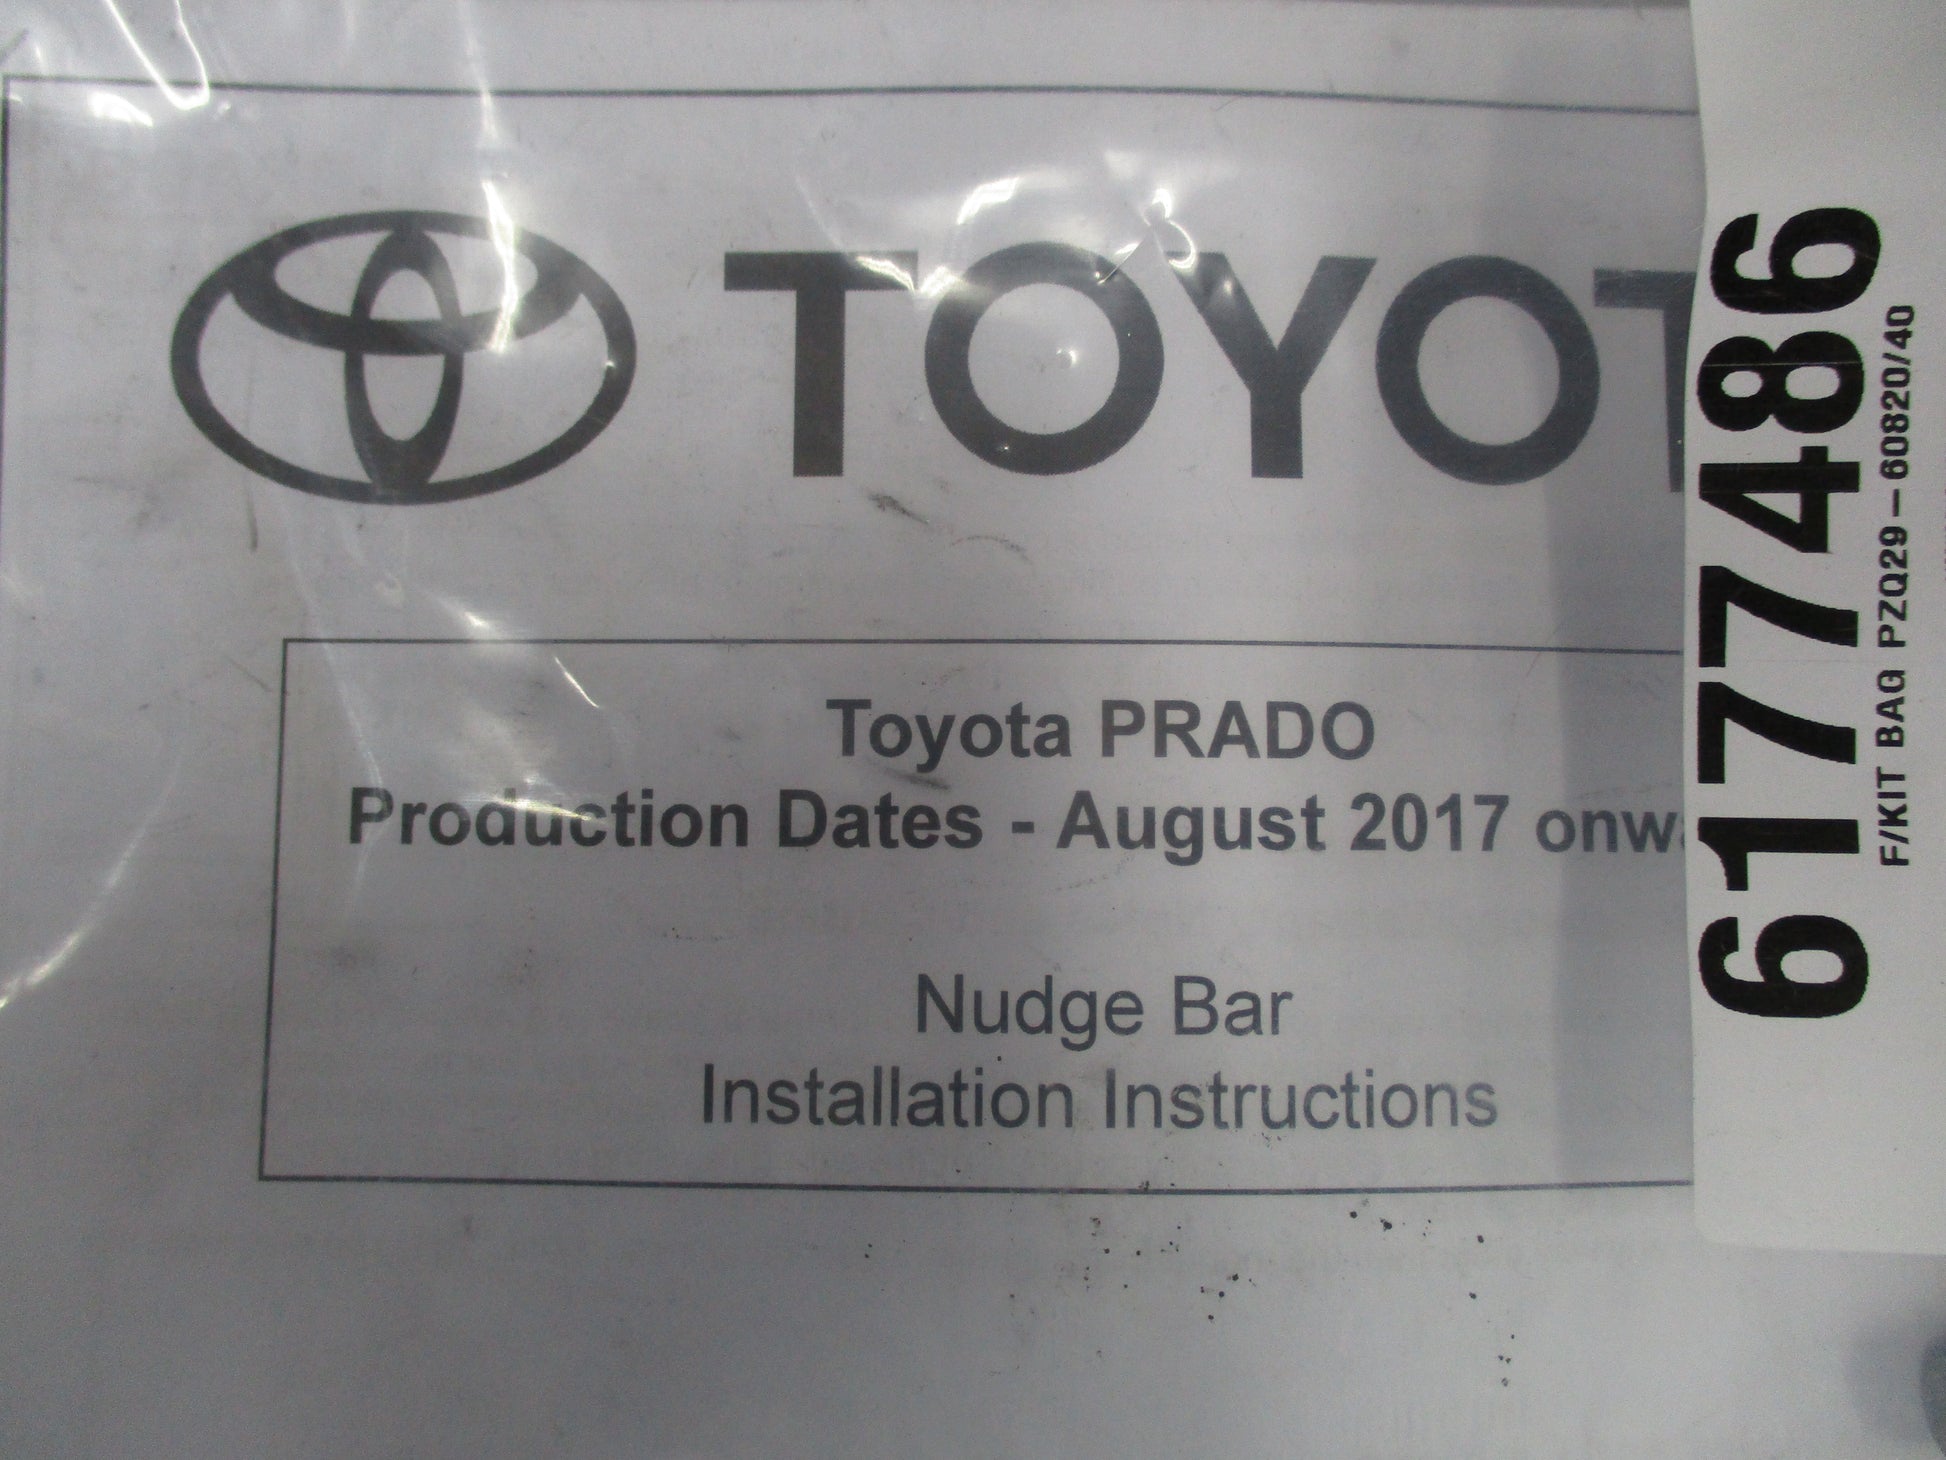 TOYOT
Toyota PRADO
Production Dates - August 2017 onw
Nudge Bar
Installation Instructions
6177486
F/KIT BAG PZQ29-60820/40